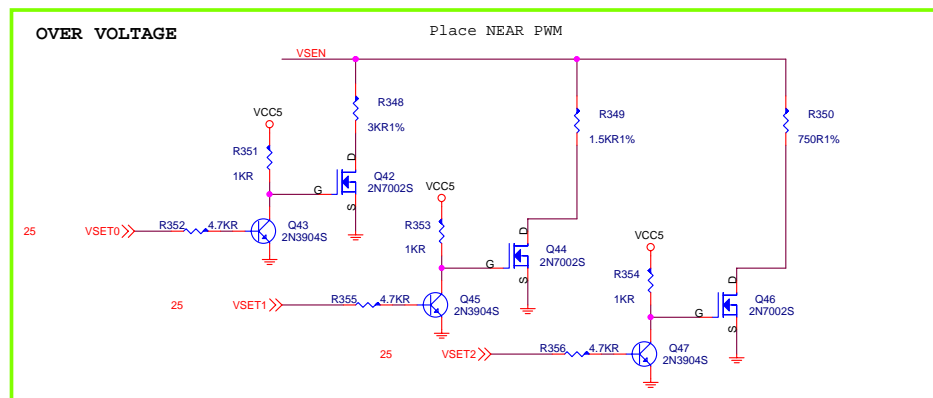 OVER VOLTAGE
Place NEAR PWM
VSEN
R348
3KR1%
R349
1.5KR1%
R350
750R1%
VCC5
R351
1KR
D
G
S
Q42
2N7002S
25
VSET0
R352
4.7KR
Q43
2N3904S
VCC5
R353
1KR
D
G
S
Q44
2N7002S
25
VSET1
R355
4.7KR
Q45
2N3904S
VCC5
R354
1KR
D
G
S
Q46
2N7002S
25
VSET2
R356
4.7KR
Q47
2N3904S